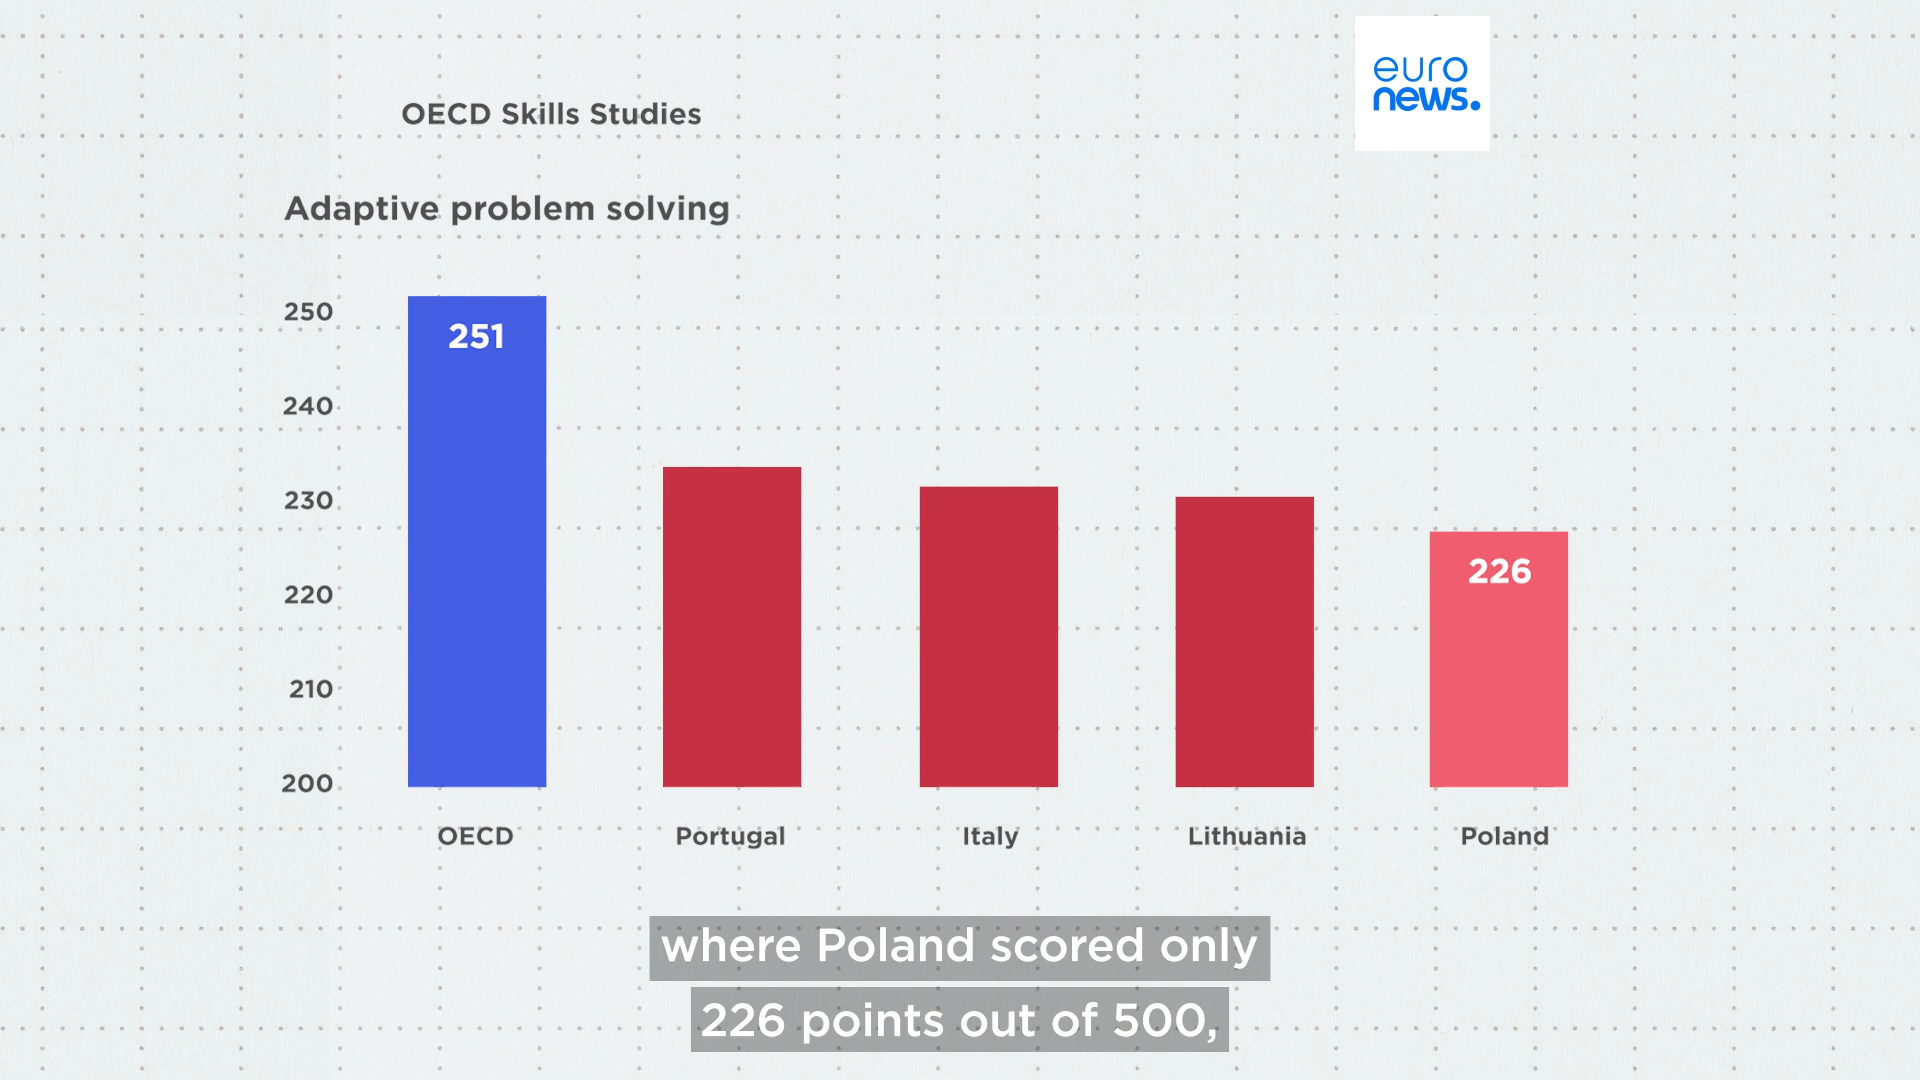 euro
news.
OECD Skills Studies
Adaptive problem solving
250
240
230
220
210
200
251
226
OECD
Portugal
Italy
Lithuania
Poland
where Poland scored only
226 points out of 500,